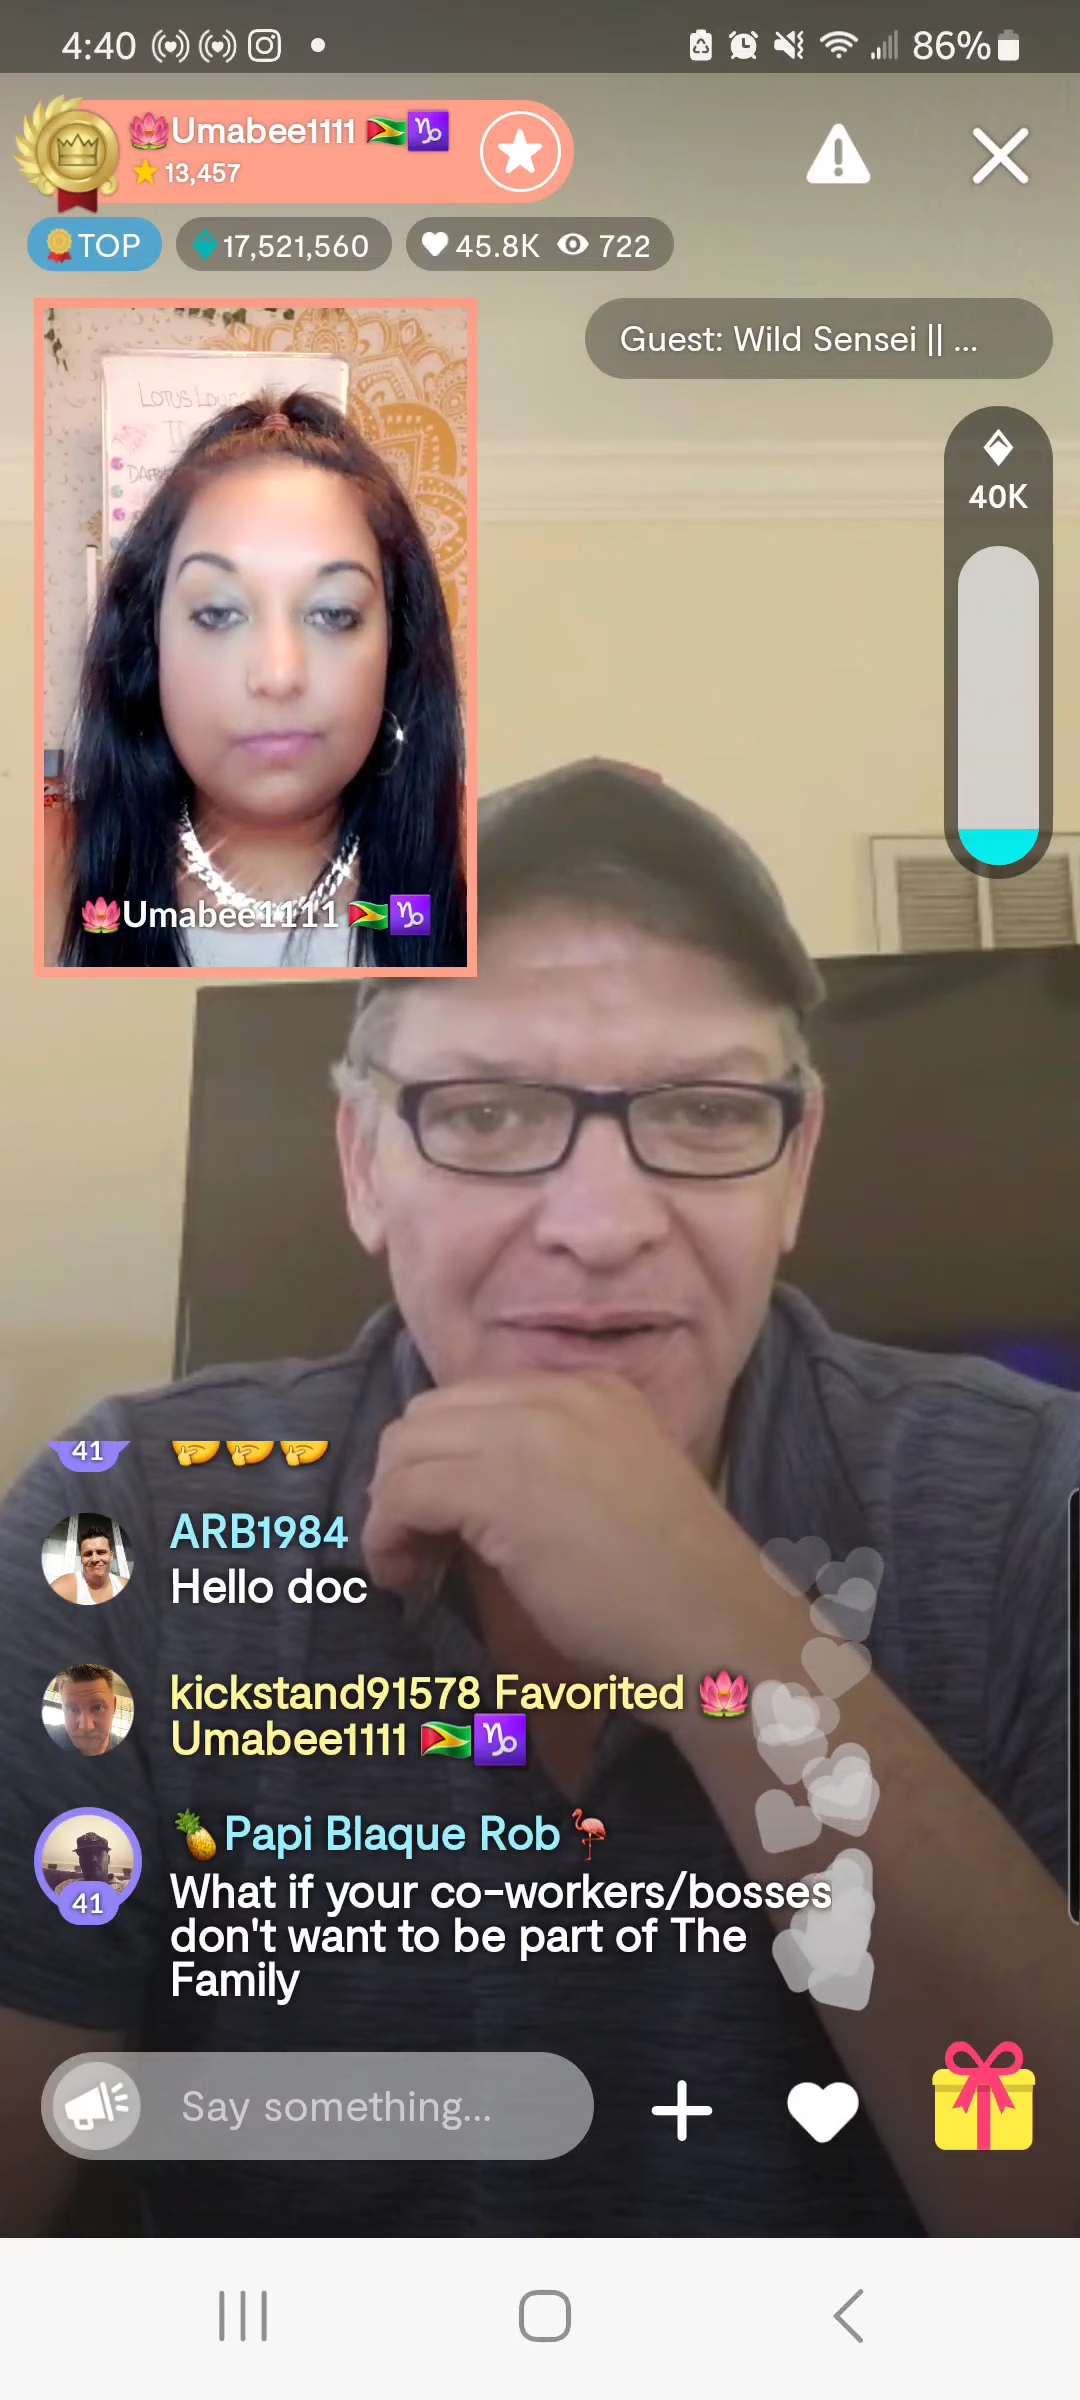 4:40 86%
🪷Umabee1111 🇬🇾♑
13,457
TOP 17,521,560 45.8K 722
Guest: Wild Sensei || ...
40K
LOTUS
🪷Umabee1111 🇬🇾♑
41
ARB1984
Hello doc
kickstand91578 Favorited 🪷
Umabee1111 🇬🇾♑
🍍Papi Blaque Rob🦩
41
What if your co-workers/bosses
don't want to be part of The
Family
Say something...